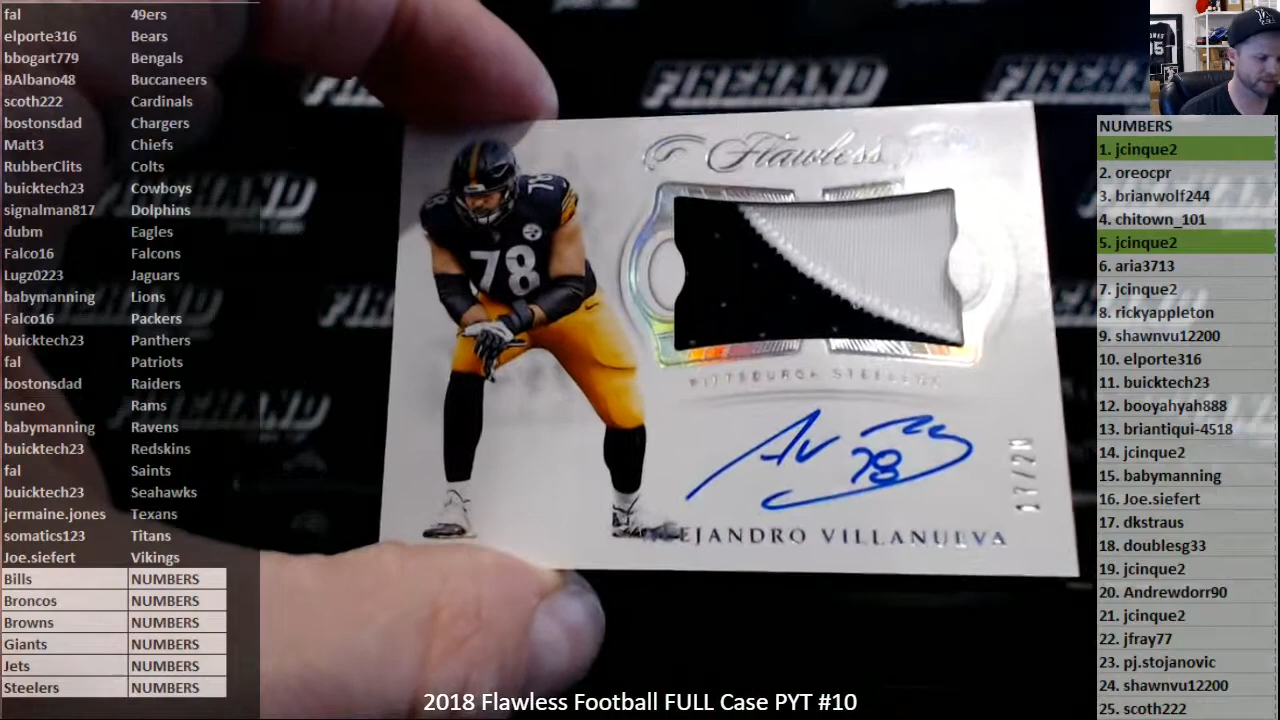 fal 49ers
elporte316 Bears
bbogart779 Bengals
BAlbano48 Buccaneers
scoth222 Cardinals
bostonsdad Chargers
Matt3 Chiefs
RubberClits Colts
buicktech23 Cowboys
signalman817 Dolphins
dubm Eagles
Falco16 Falcons
Lugz0223 Jaguars
babymanning Lions
Falco16 Packers
buicktech23 Panthers
fal Patriots
bostonsdad Raiders
suneo Rams
babymanning Ravens
buicktech23 Redskins
fal Saints
buicktech23 Seahawks
jermaine.jones Texans
somatics123 Titans
Joe.siefert Vikings
Bills NUMBERS
Broncos NUMBERS
Browns NUMBERS
Giants NUMBERS
Jets NUMBERS
Steelers NUMBERS
FIREHAND
Flawless
78
PITTSBURGH STEELERS
78
17/20
ALEJANDRO VILLANUEVA
2018 Flawless Football FULL Case PYT #10
NUMBERS
1. jcinque2
2. oreocpr
3. brianwolf244
4. chitown_101
5. jcinque2
6. aria3713
7. jcinque2
8. rickyappleton
9. shawnvu12200
10. elporte316
11. buicktech23
12. booyahyah888
13. briantiqui-4518
14. jcinque2
15. babymanning
16. Joe.siefert
17. dkstraus
18. doublesg33
19. jcinque2
20. Andrewdorr90
21. jcinque2
22. jfray77
23. pj.stojanovic
24. shawnvu12200
25. scoth222